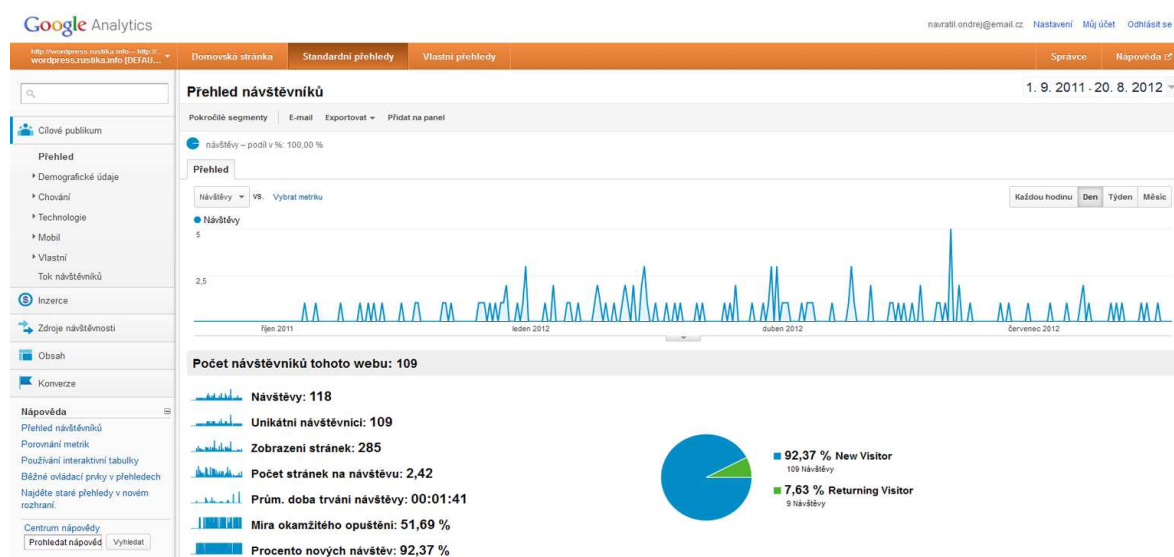 Google Analytics
navratil.ondrej@email.cz Nastavení Můj účet Odhlásit se
http://wordpress.rustika.info – http://...
wordpress.rustika.info [DEFAU...
Domovská stránka Standardní přehledy Vlastní přehledy Správce Nápověda
Přehled návštěvníků
1. 9. 2011 - 20. 8. 2012
Pokročilé segmenty E-mail Exportovat Přidat na panel
návštěvy – podíl v %: 100,00 %
Přehled
Návštěvy VS. Vybrat metriku
Každou hodinu Den Týden Měsíc
Návštěvy
5
2,5
říjen 2011 leden 2012 duben 2012 červenec 2012
Cílové publikum
Přehled
Demografické údaje
Chování
Technologie
Mobil
Vlastní
Tok návštěvníků
Inzerce
Zdroje návštěvnosti
Obsah
Konverze
Nápověda
Přehled návštěvníků
Porovnání metrik
Používání interaktivní tabulky
Běžné ovládací prvky v přehledech
Najděte staré přehledy v novém
rozhraní.
Centrum nápovědy
Prohledat nápověd Vyhledat
Počet návštěvníků tohoto webu: 109
Návštěvy: 118
Unikátní návštěvníci: 109
Zobrazení stránek: 285
Počet stránek na návštěvu: 2,42
Prům. doba trvání návštěvy: 00:01:41
Míra okamžitého opuštění: 51,69 %
Procento nových návštěv: 92,37 %
92,37 % New Visitor
109 Návštěvy
7,63 % Returning Visitor
9 Návštěvy